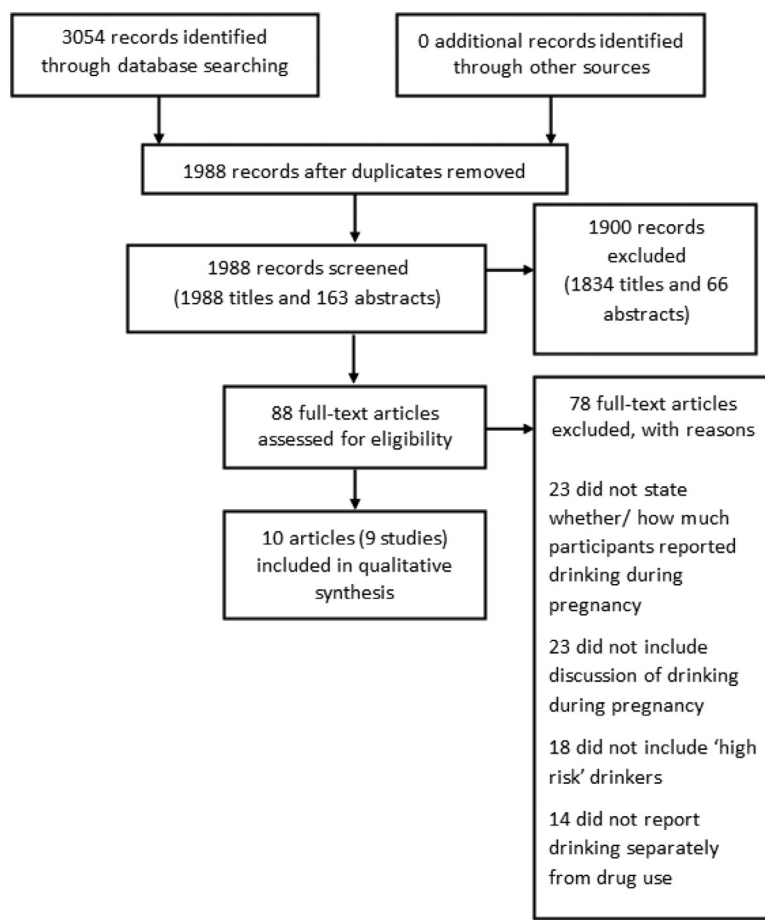 3054 records identified
through database searching
0 additional records identified
through other sources
1988 records after duplicates removed
1988 records screened
(1988 titles and 163 abstracts)
1900 records
excluded
(1834 titles and 66
abstracts)
88 full-text articles
assessed for eligibility
78 full-text articles
excluded, with reasons
23 did not state
whether/ how much
participants reported
drinking during
pregnancy
23 did not include
discussion of drinking
during pregnancy
18 did not include ‘high
risk’ drinkers
14 did not report
drinking separately
from drug use
10 articles (9 studies)
included in qualitative
synthesis